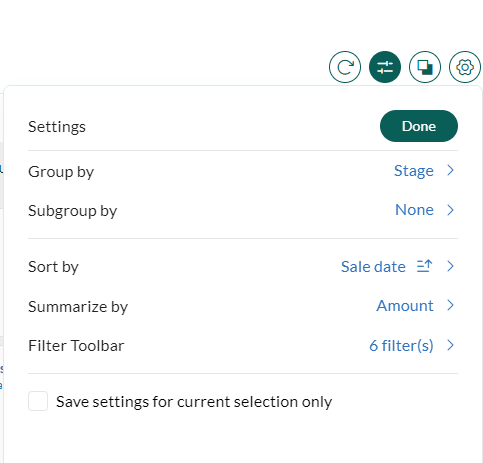 Settings
Done
Group by
Stage
Subgroup by
None
Sort by
Sale date
Summarize by
Amount
Filter Toolbar
6 filter(s)
Save settings for current selection only